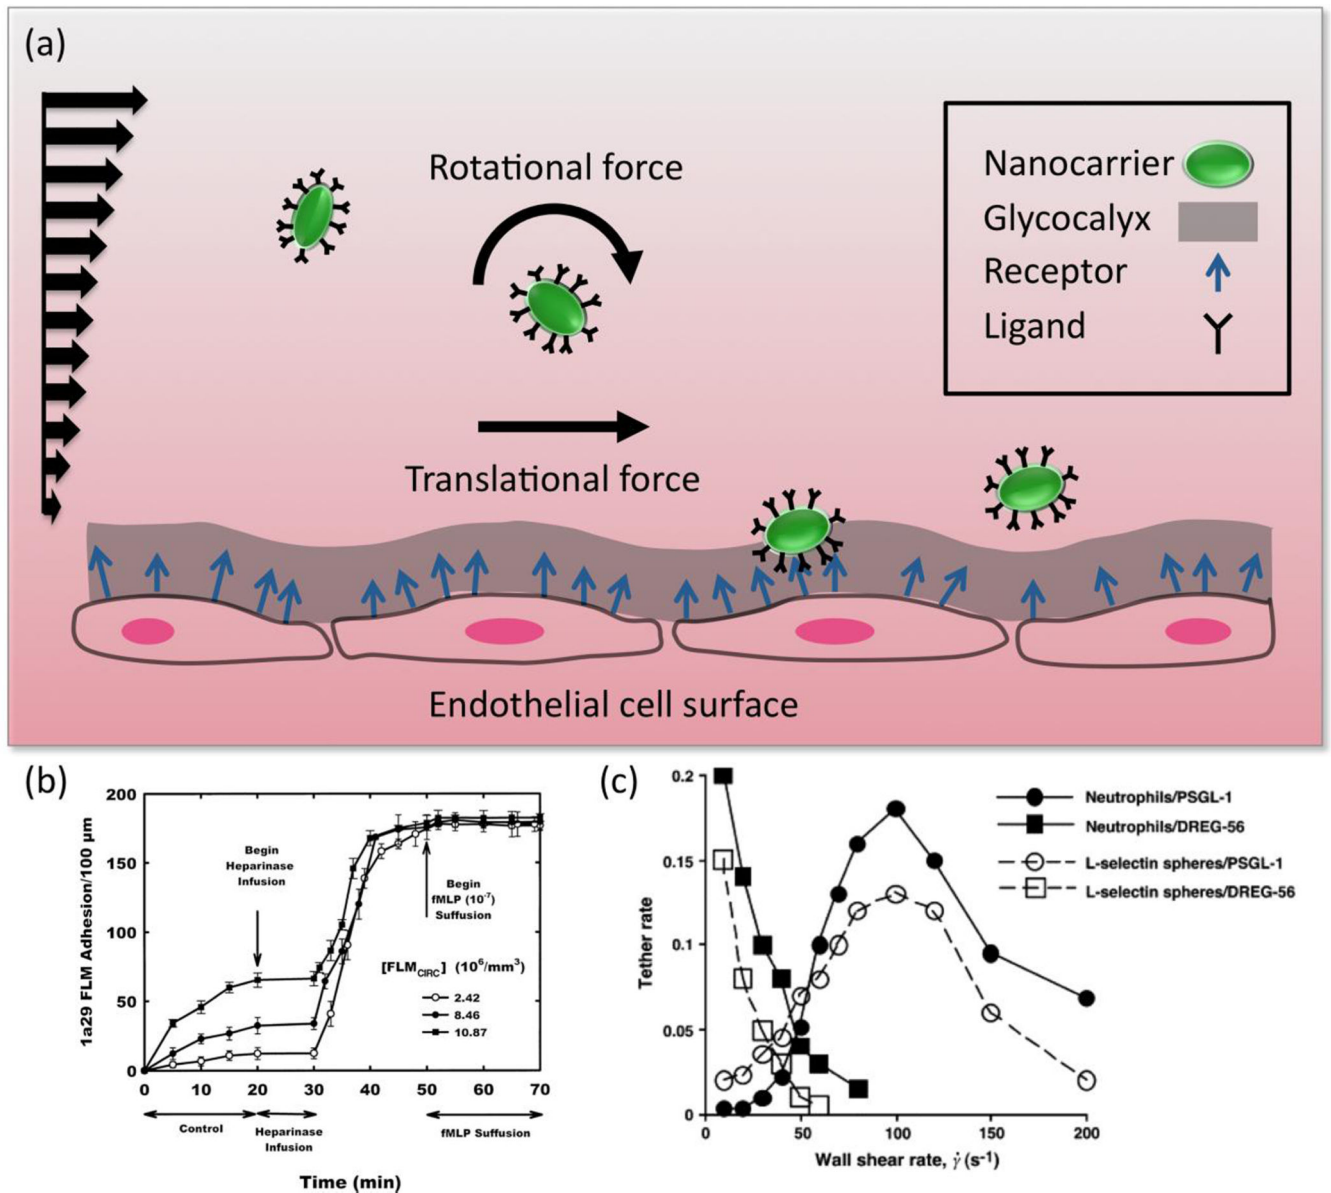 (a)
Rotational force
Translational force
Nanocarrier
Glycocalyx
Receptor
Ligand
Endothelial cell surface
(b)
1a29 FLM Adhesion/100 µm
200
150
100
50
0
Begin
Heparinase
Infusion
Begin
fMLP (10⁻⁷)
Suffusion
[FLM_CIRC] (10⁶/mm³)
2.42
8.46
10.87
0 10 20 30 40 50 60 70
Control
Heparinase
Infusion
fMLP Suffusion
Time (min)
(c)
Tether rate
0.2
0.15
0.1
0.05
0
Neutrophils/PSGL-1
Neutrophils/DREG-56
L-selectin spheres/PSGL-1
L-selectin spheres/DREG-56
0 50 100 150 200
Wall shear rate, γ̇ (s⁻¹)